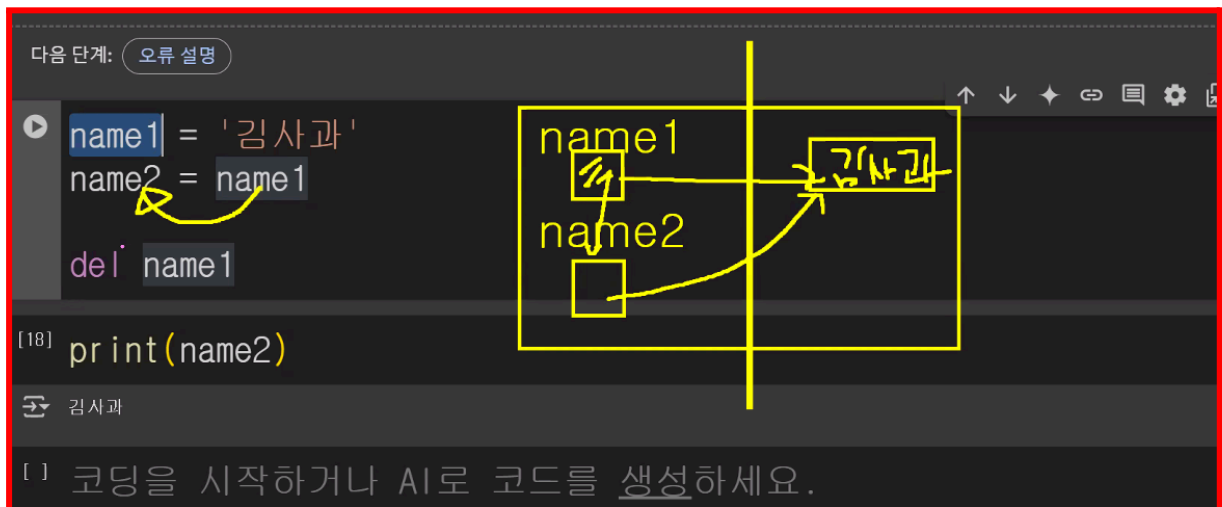 다음 단계: 오류 설명
name1 = '김사과'
name2 = name1
del name1
name1
김사과
name2
[18] print(name2)
김사과
[ ] 코딩을 시작하거나 AI로 코드를 생성하세요.